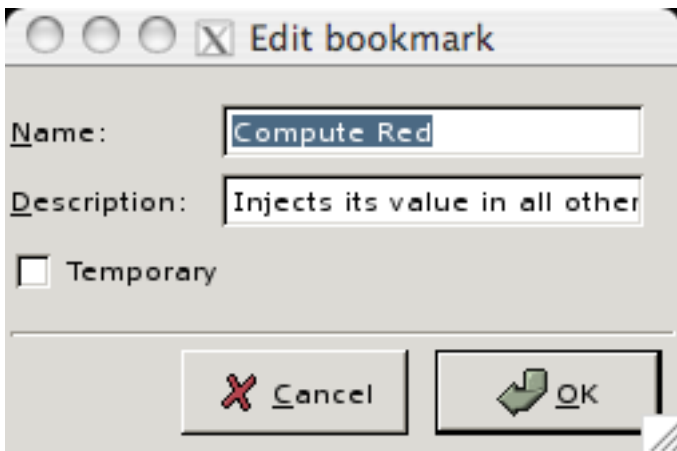 Edit bookmark
Name: Compute Red
Description: Injects its value in all other
Temporary
Cancel OK